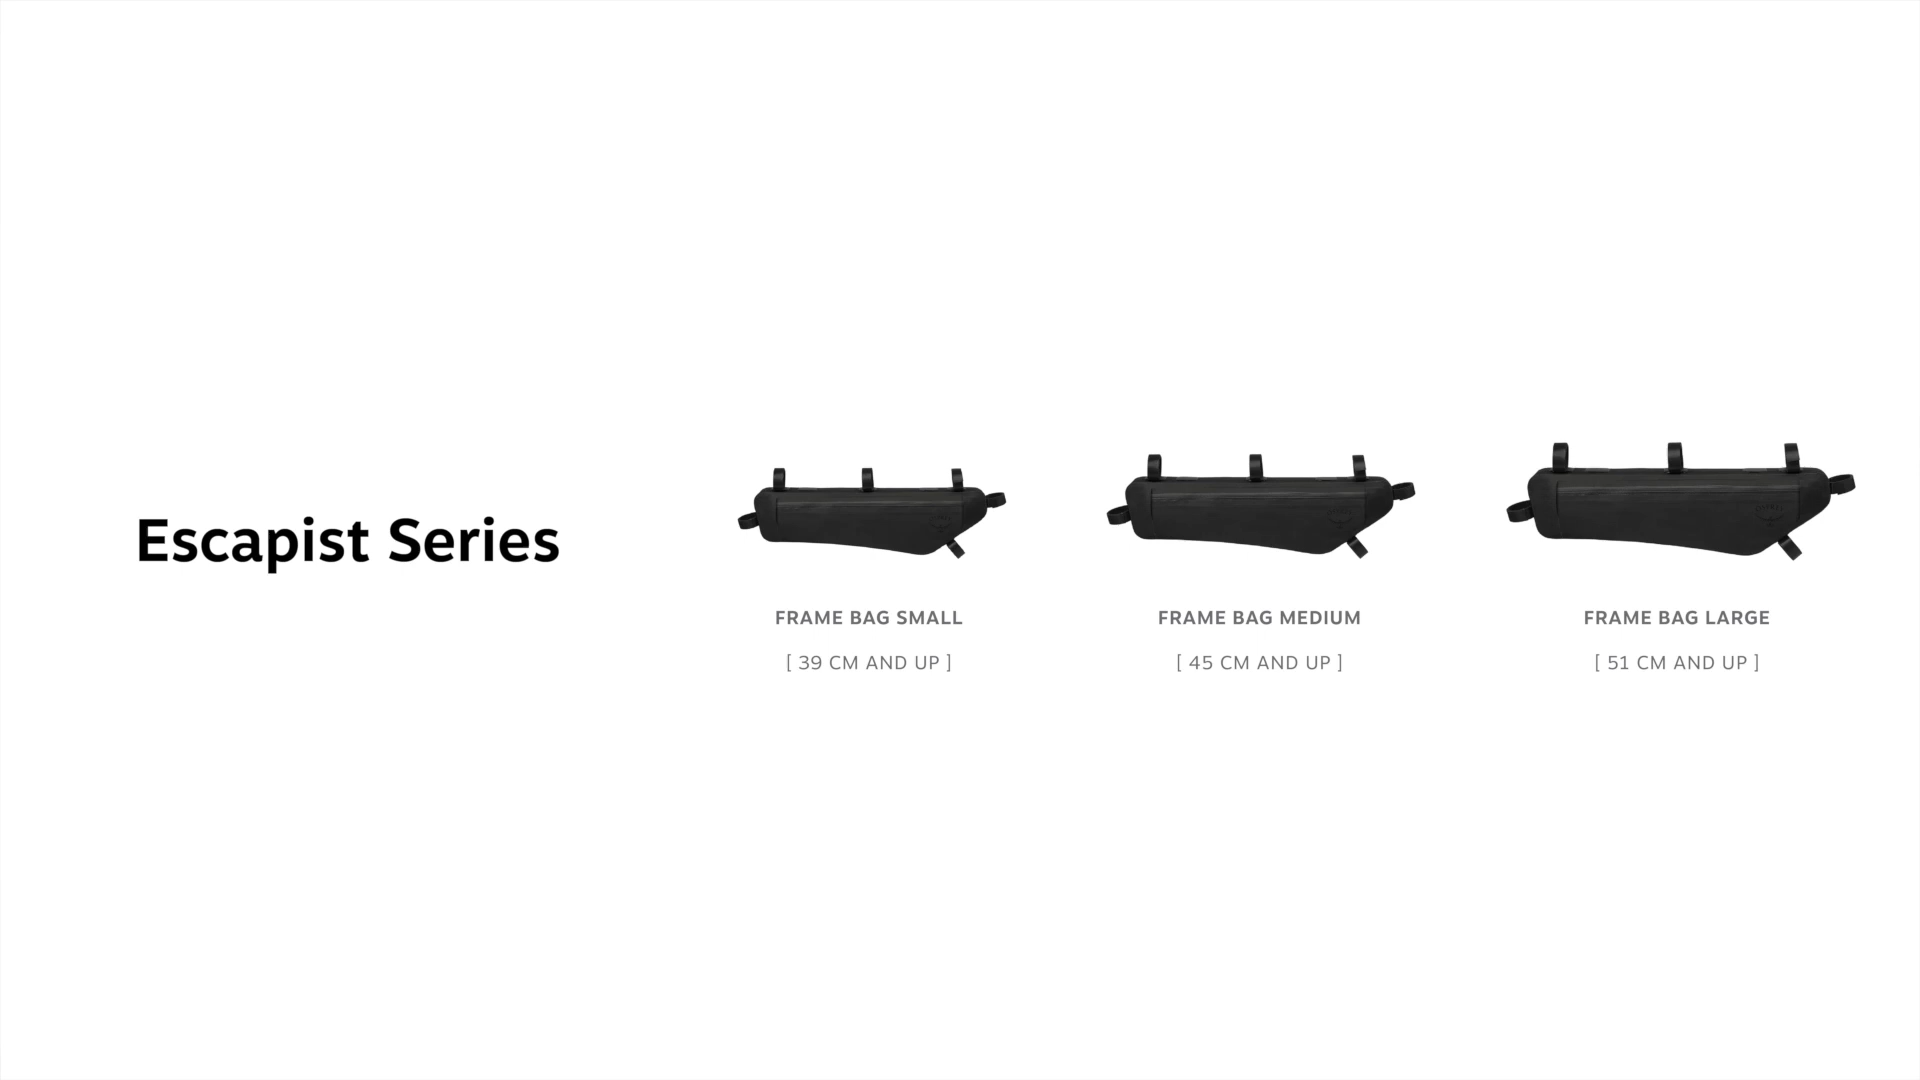 Escapist Series
FRAME BAG SMALL
[ 39 CM AND UP ]
FRAME BAG MEDIUM
[ 45 CM AND UP ]
FRAME BAG LARGE
[ 51 CM AND UP ]